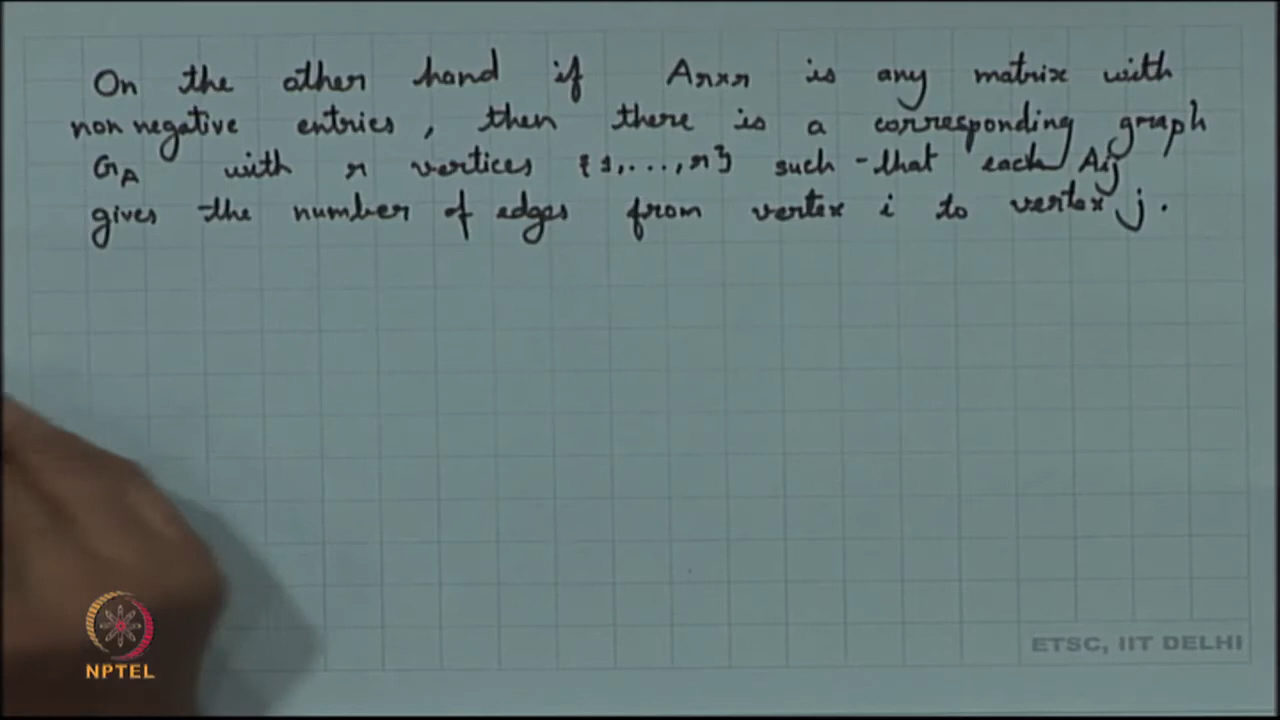 On the other hand if Arxr is any matrix with
non negative entries, then there is a corresponding graph
GA with r vertices {1,...,r} such that each Aij
gives the number of edges from vertex i to vertex j.
NPTEL
ETSC, IIT DELHI